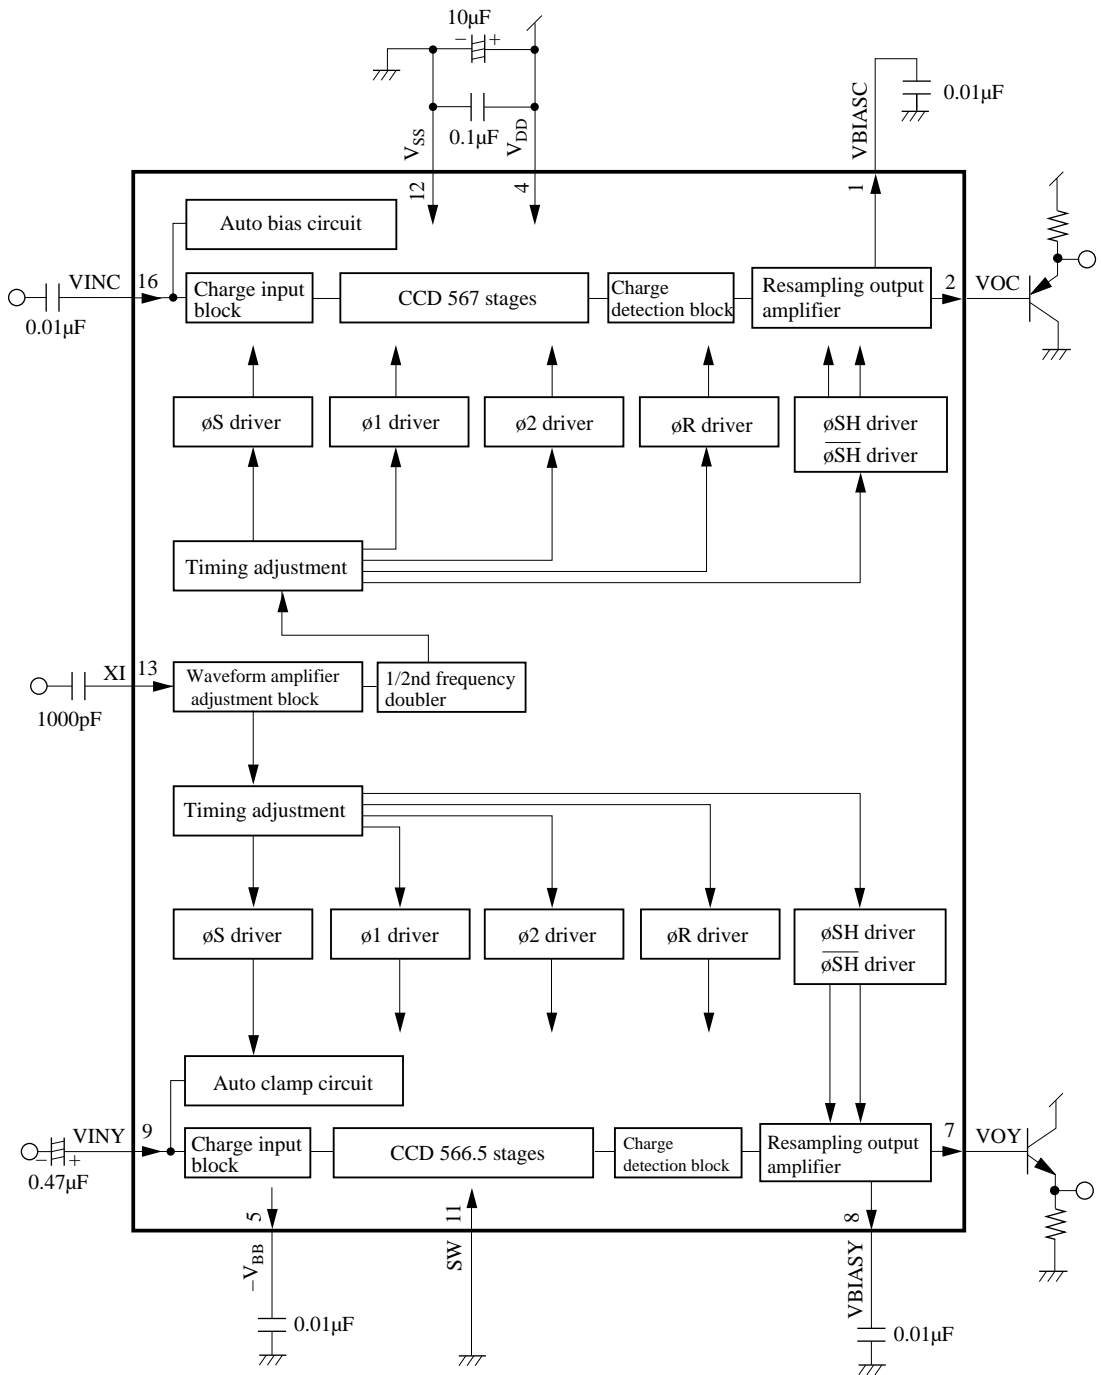 10μF
− +
0.1μF
V_SS
V_DD
12
4
VBIASC
1
0.01μF
Auto bias circuit
VINC
16
0.01μF
Charge input
block
CCD 567 stages
Charge
detection block
Resampling output
amplifier
2
VOC
øS driver
ø1 driver
ø2 driver
øR driver
øSH driver
ø̅S̅H̅ driver
Timing adjustment
XI
13
1000pF
Waveform amplifier
adjustment block
1/2nd frequency
doubler
Timing adjustment
øS driver
ø1 driver
ø2 driver
øR driver
øSH driver
ø̅S̅H̅ driver
Auto clamp circuit
VINY
9
− +
0.47μF
Charge input
block
CCD 566.5 stages
Charge
detection block
Resampling output
amplifier
7
VOY
5
−V_BB
0.01μF
11
SW
8
VBIASY
0.01μF